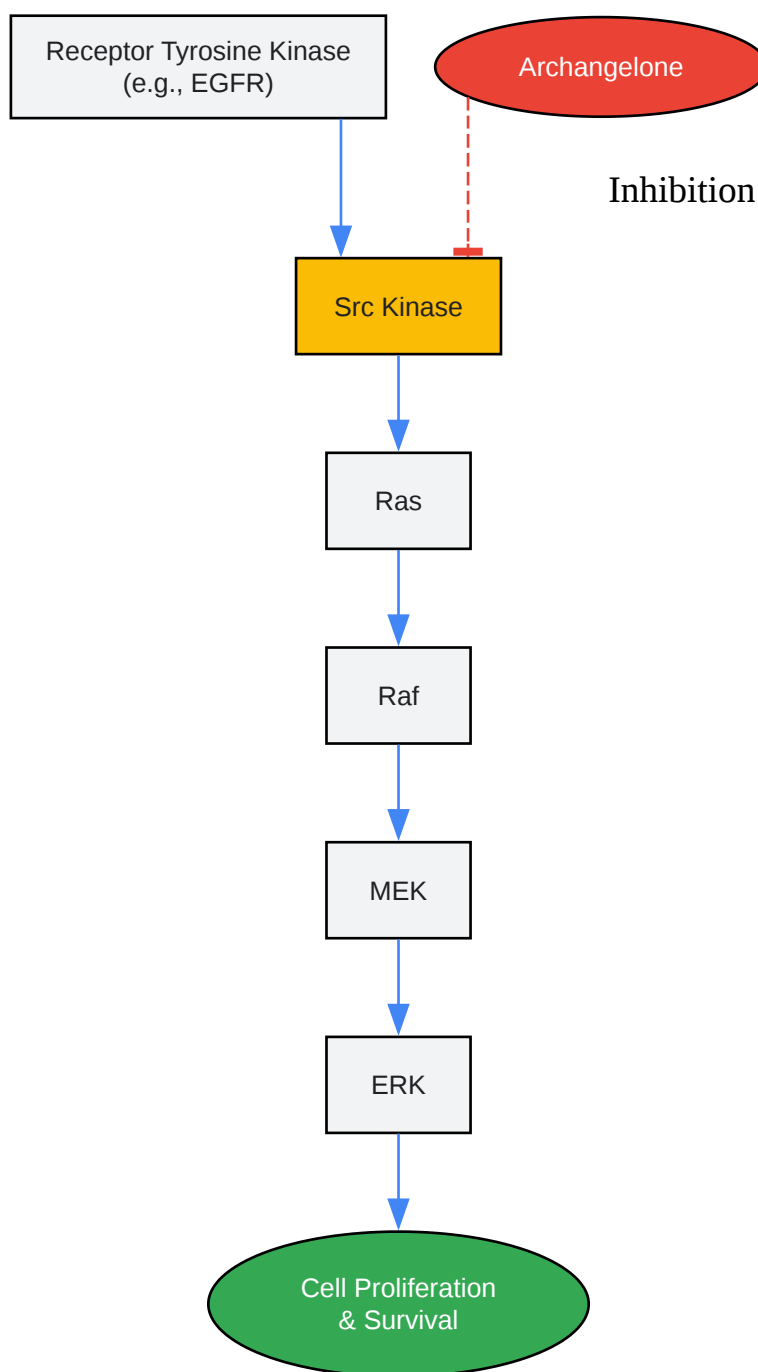 Receptor Tyrosine Kinase
(e.g., EGFR)
Archangelone
Inhibition
Src Kinase
Ras
Raf
MEK
ERK
Cell Proliferation
& Survival